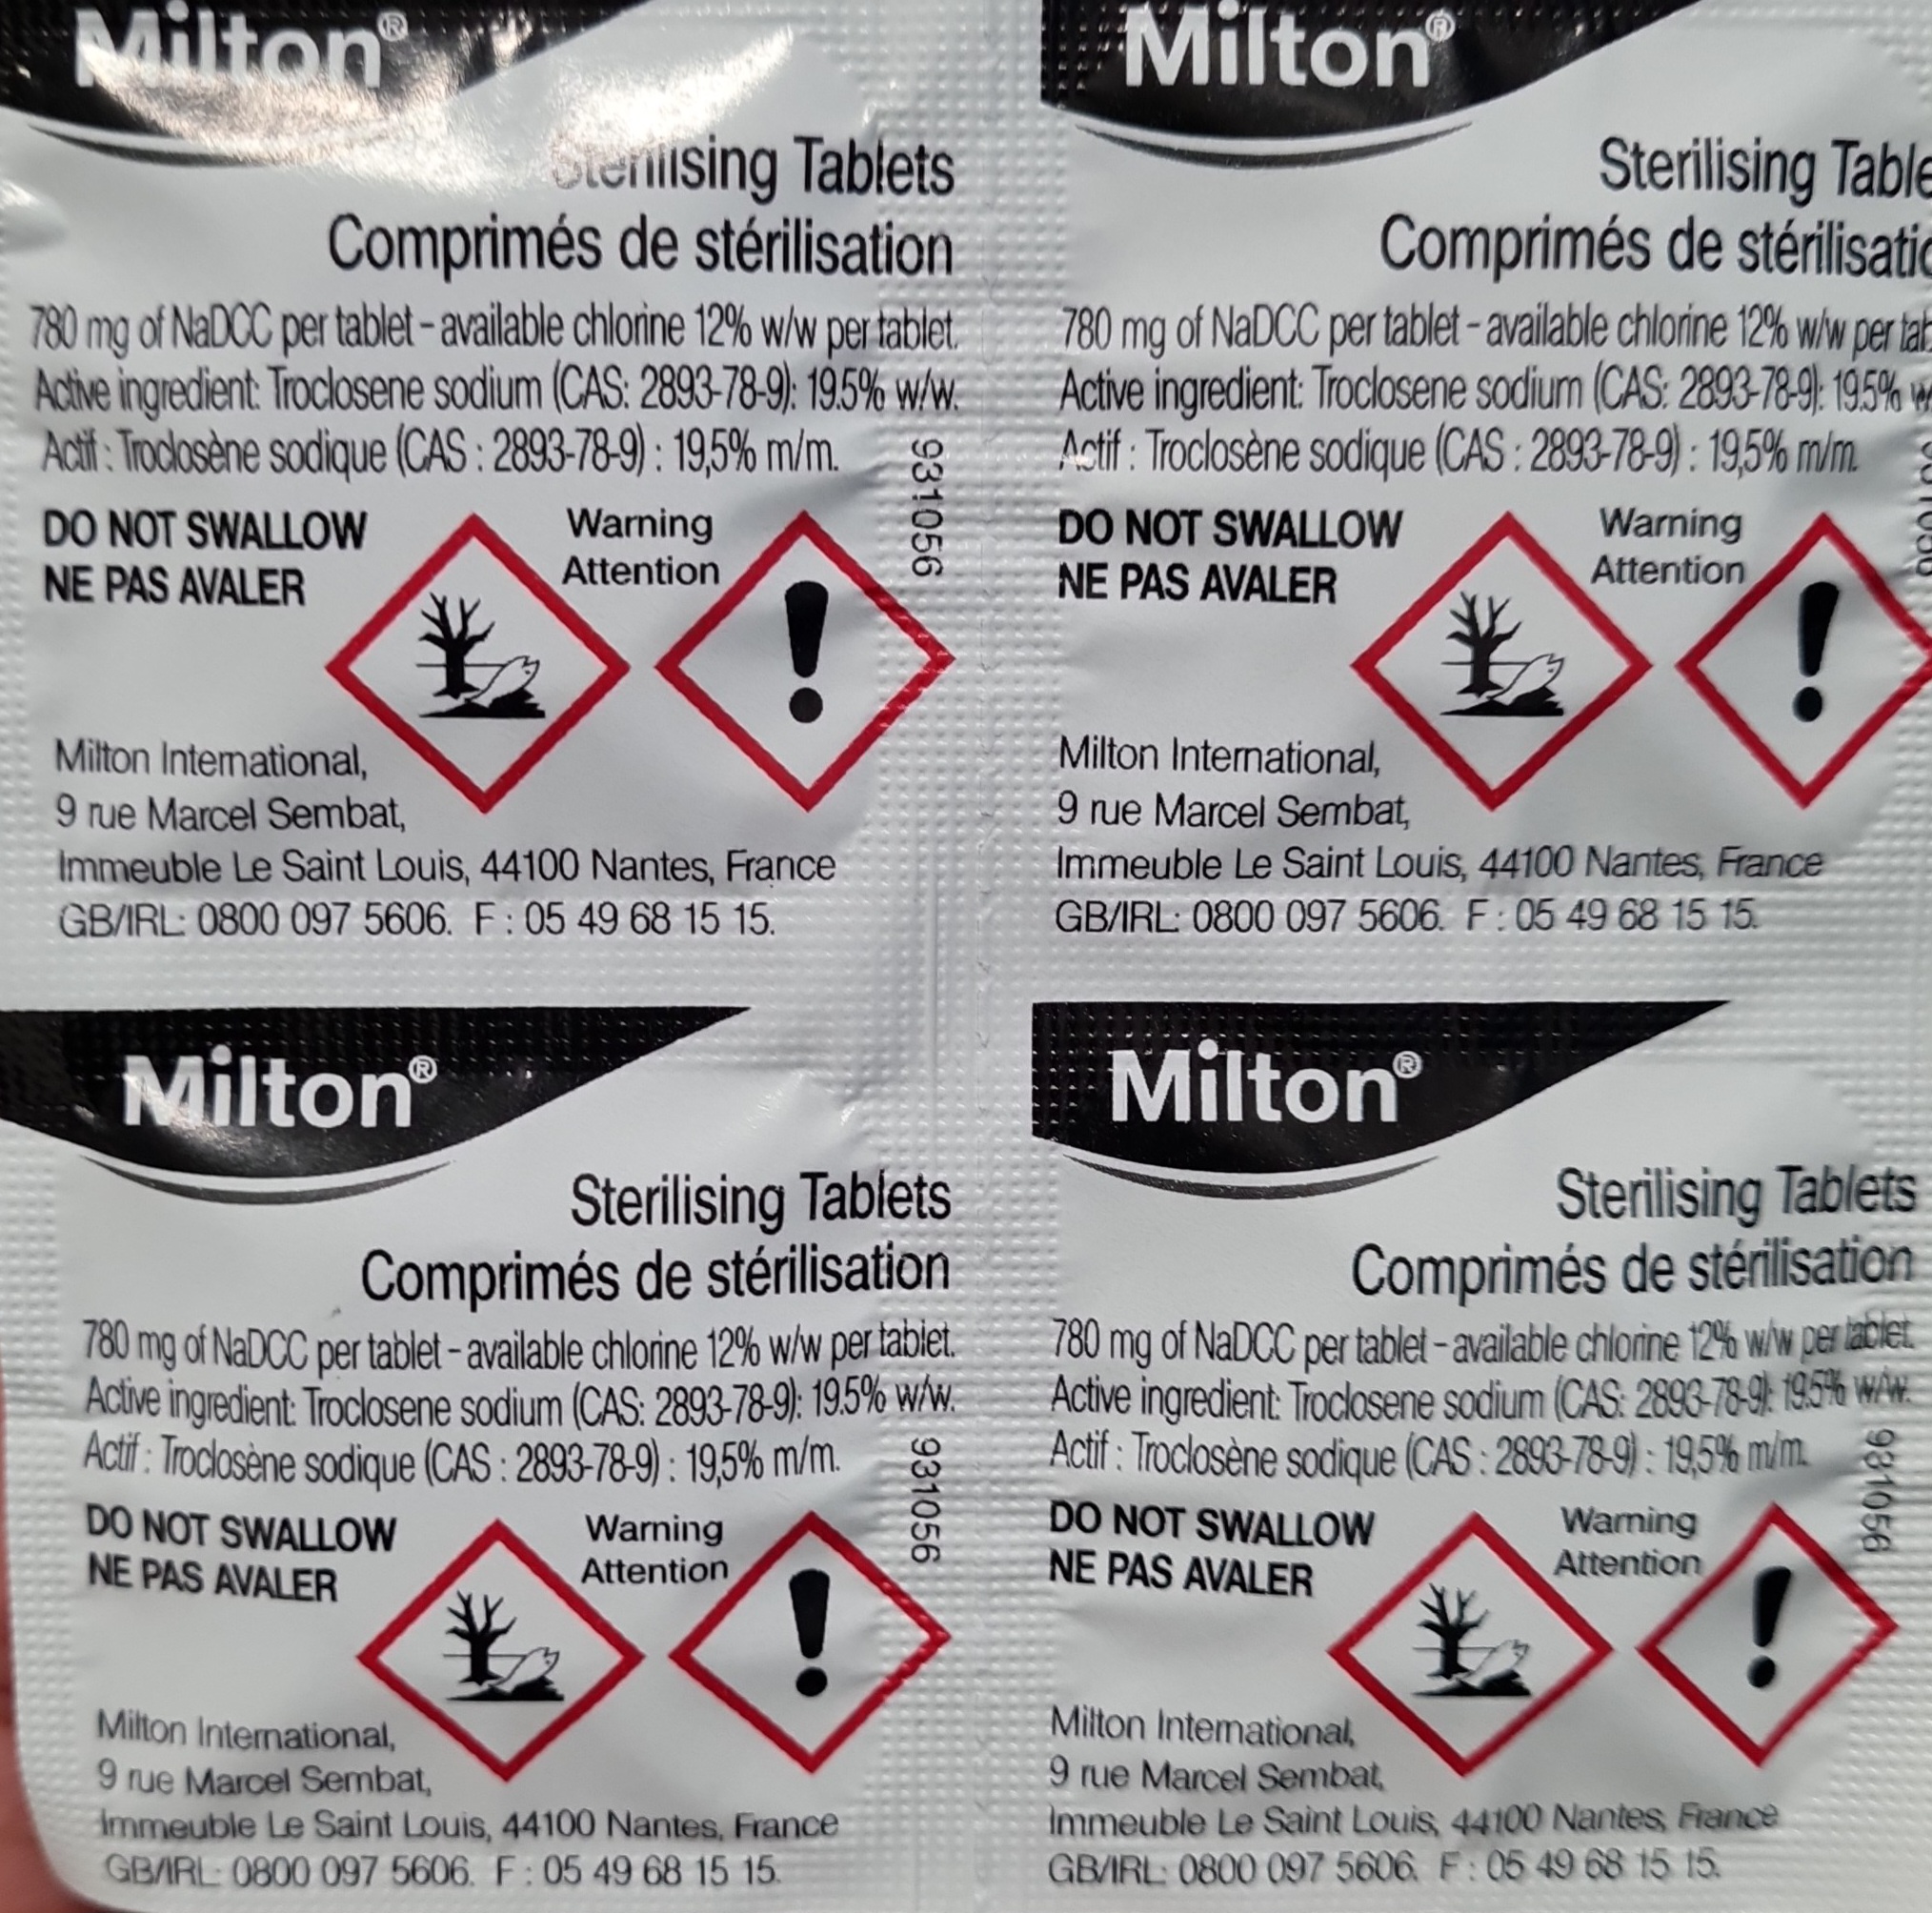 Milton®
Sterilising Tablets
Comprimés de stérilisation
780 mg of NaDCC per tablet – available chlorine 12% w/w per tablet.
Active ingredient: Troclosene sodium (CAS: 2893-78-9): 19.5% w/w.
Actif : Troclosène sodique (CAS : 2893-78-9) : 19,5% m/m.
931056
DO NOT SWALLOW
NE PAS AVALER
Warning
Attention
Milton International,
9 rue Marcel Sembat,
Immeuble Le Saint Louis, 44100 Nantes, France
GB/IRL: 0800 097 5606. F : 05 49 68 15 15.
Milton®
Sterilising Table
Comprimés de stérilisatio
780 mg of NaDCC per tablet – available chlorine 12% w/w per tab
Active ingredient: Troclosene sodium (CAS: 2893-78-9): 19.5% w
Actif : Troclosène sodique (CAS : 2893-78-9) : 19,5% m/m.
DO NOT SWALLOW
NE PAS AVALER
Warning
Attention
Milton International,
9 rue Marcel Sembat,
Immeuble Le Saint Louis, 44100 Nantes, France
GB/IRL: 0800 097 5606. F : 05 49 68 15 15.
Milton®
Sterilising Tablets
Comprimés de stérilisation
780 mg of NaDCC per tablet – available chlorine 12% w/w per tablet.
Active ingredient: Troclosene sodium (CAS: 2893-78-9): 19.5% w/w.
Actif : Troclosène sodique (CAS : 2893-78-9) : 19,5% m/m.
931056
DO NOT SWALLOW
NE PAS AVALER
Warning
Attention
Milton International,
9 rue Marcel Sembat,
Immeuble Le Saint Louis, 44100 Nantes, France
GB/IRL: 0800 097 5606. F : 05 49 68 15 15.
Milton®
Sterilising Tablets
Comprimés de stérilisation
780 mg of NaDCC per tablet – available chlorine 12% w/w per tablet.
Active ingredient: Troclosene sodium (CAS: 2893-78-9): 19.5% w/w.
Actif : Troclosène sodique (CAS : 2893-78-9) : 19,5% m/m.
931056
DO NOT SWALLOW
NE PAS AVALER
Warning
Attention
Milton International,
9 rue Marcel Sembat,
Immeuble Le Saint Louis, 44100 Nantes, France
GB/IRL: 0800 097 5606. F : 05 49 68 15 15.